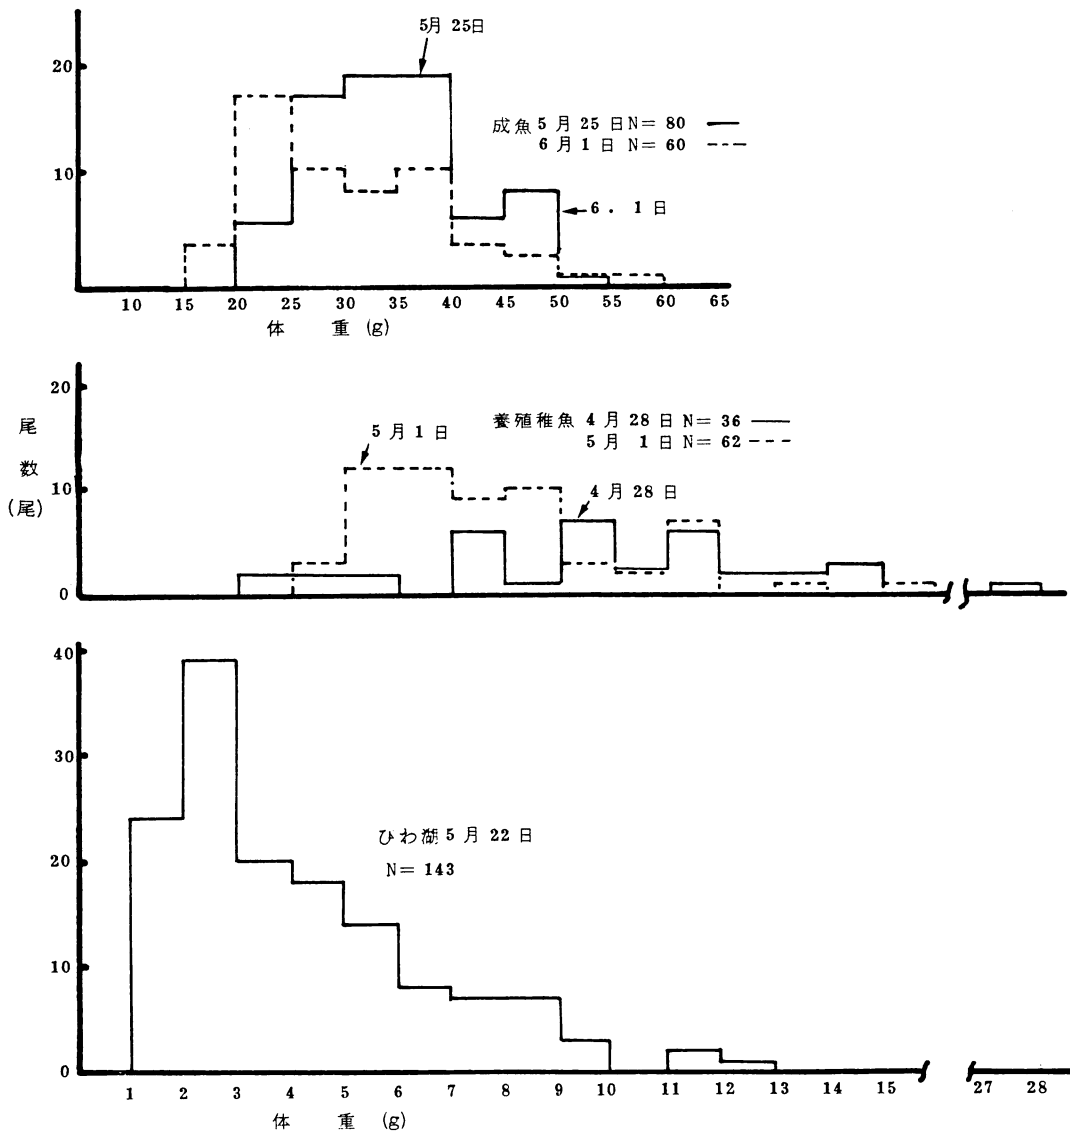 5月 25日
20
成魚 5 月 25 日 N= 80
6 月 1 日 N= 60
10
6 . 1 日
10 15 20 25 30 35 40 45 50 55 60 65
体 重 (g)
20
尾
数
(尾)
養殖稚魚 4 月 28 日 N= 36
5 月 1 日 N= 62
5 月 1 日
10
4 月 28 日
0
40
30
ひわ湖 5 月 22 日
N= 143
20
10
0
1 2 3 4 5 6 7 8 9 10 11 12 13 14 15 27 28
体 重 (g)